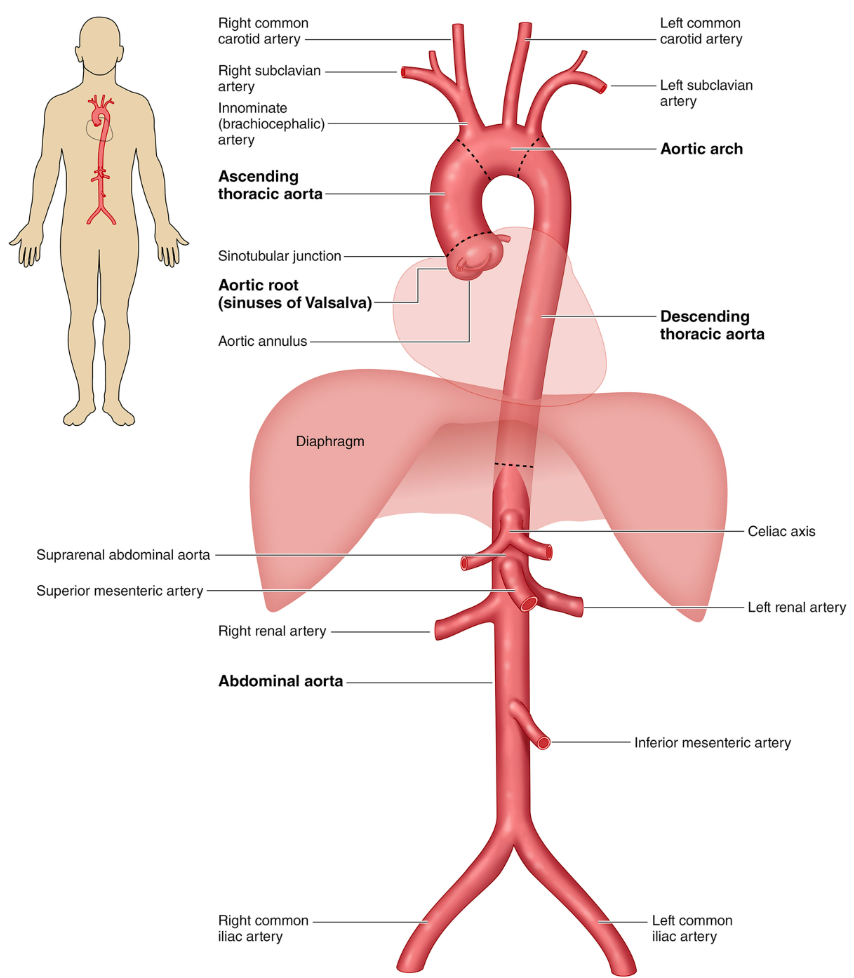 Right common
carotid artery
Left common
carotid artery
Right subclavian
artery
Left subclavian
artery
Innominate
(brachiocephalic)
artery
Aortic arch
Ascending
thoracic aorta
Sinotubular junction
Aortic root
(sinuses of Valsalva)
Descending
thoracic aorta
Aortic annulus
Diaphragm
Celiac axis
Suprarenal abdominal aorta
Superior mesenteric artery
Left renal artery
Right renal artery
Abdominal aorta
Inferior mesenteric artery
Right common
iliac artery
Left common
iliac artery